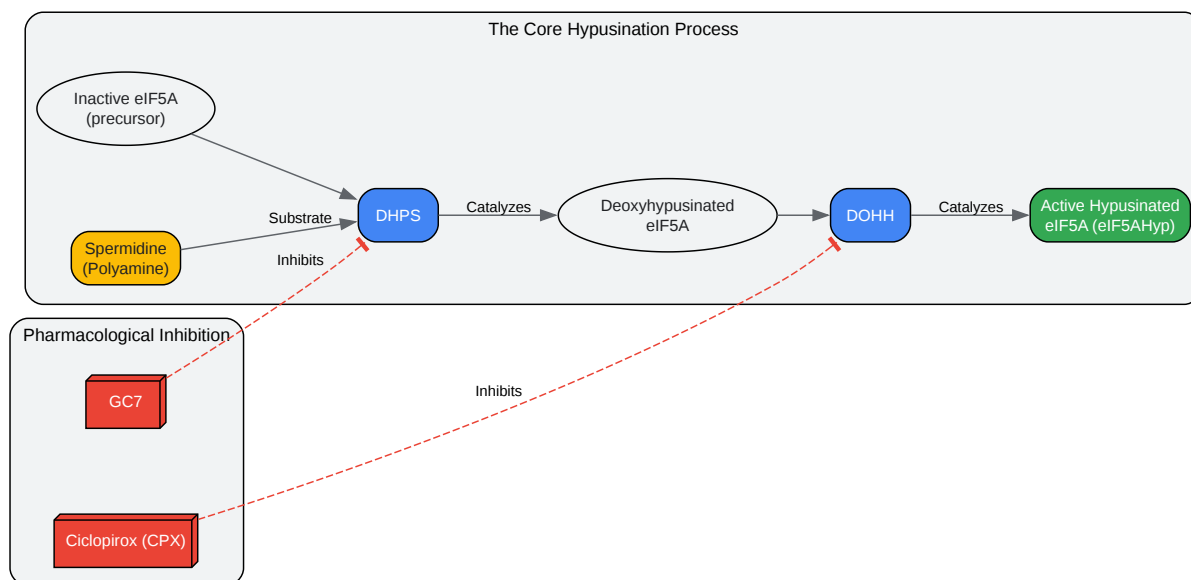 The Core Hypusination Process
Inactive eIF5A
(precursor)
Substrate
Spermidine
(Polyamine)
Inhibits
DHPS
Catalyzes
Deoxyhypusinated
eIF5A
DOHH
Catalyzes
Active Hypusinated
eIF5A (eIF5AHyp)
Pharmacological Inhibition
GC7
Inhibits
Ciclopirox (CPX)